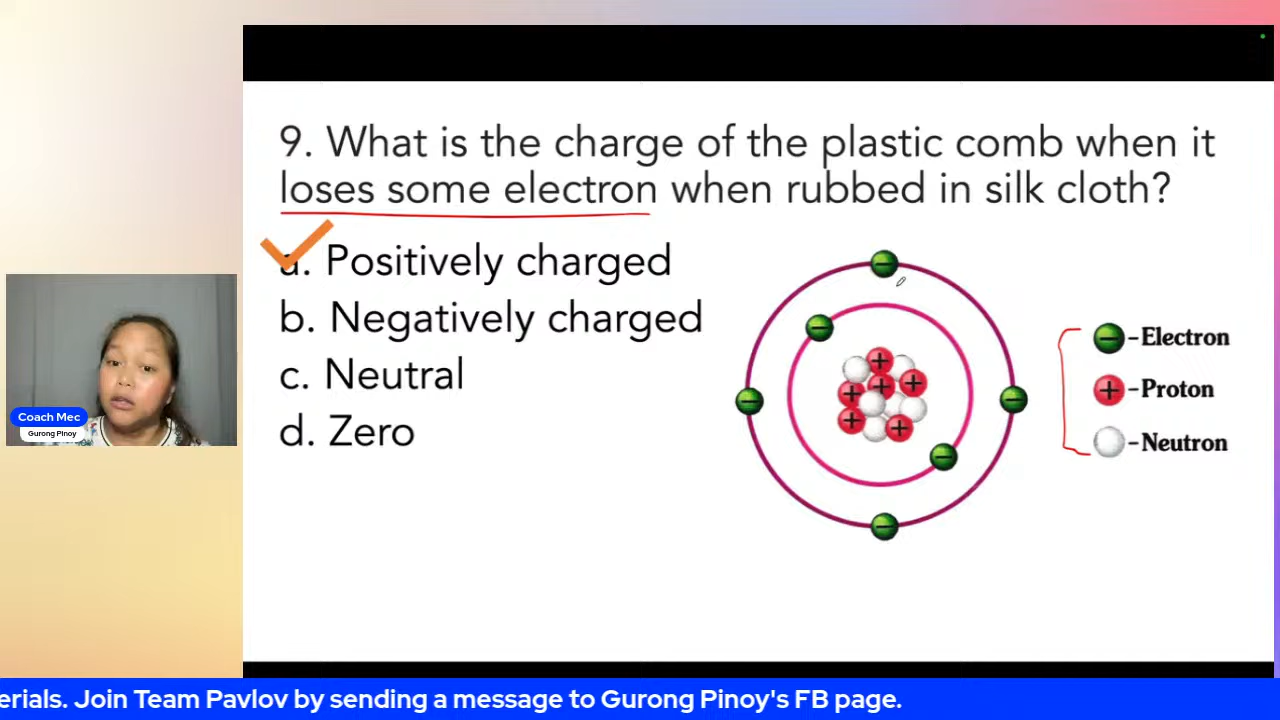 9. What is the charge of the plastic comb when it
loses some electron when rubbed in silk cloth?
a. Positively charged
b. Negatively charged
c. Neutral
d. Zero
-Electron
-Proton
-Neutron
Coach Mec
Gurong Pinoy
erials. Join Team Pavlov by sending a message to Gurong Pinoy's FB page.